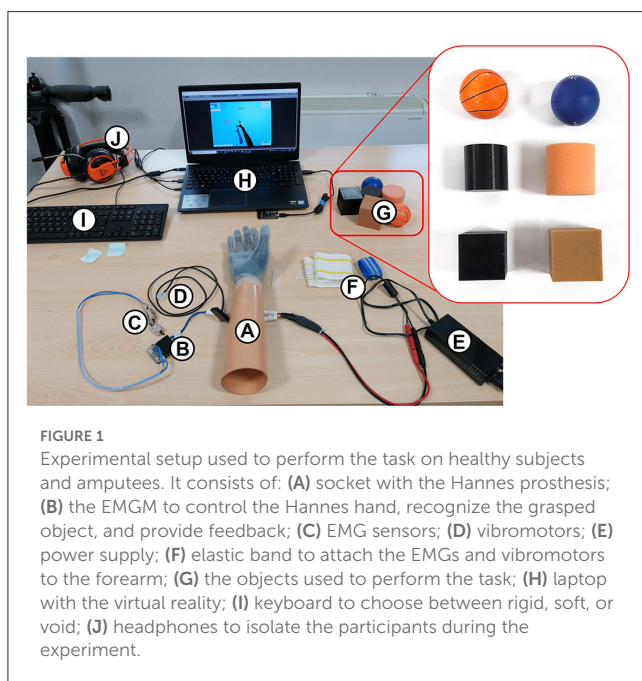 J
H
I
G
D
F
C
B
A
E
FIGURE 1
Experimental setup used to perform the task on healthy subjects
and amputees. It consists of: (A) socket with the Hannes prosthesis;
(B) the EMGM to control the Hannes hand, recognize the grasped
object, and provide feedback; (C) EMG sensors; (D) vibromotors; (E)
power supply; (F) elastic band to attach the EMGs and vibromotors
to the forearm; (G) the objects used to perform the task; (H) laptop
with the virtual reality; (I) keyboard to choose between rigid, soft, or
void; (J) headphones to isolate the participants during the
experiment.